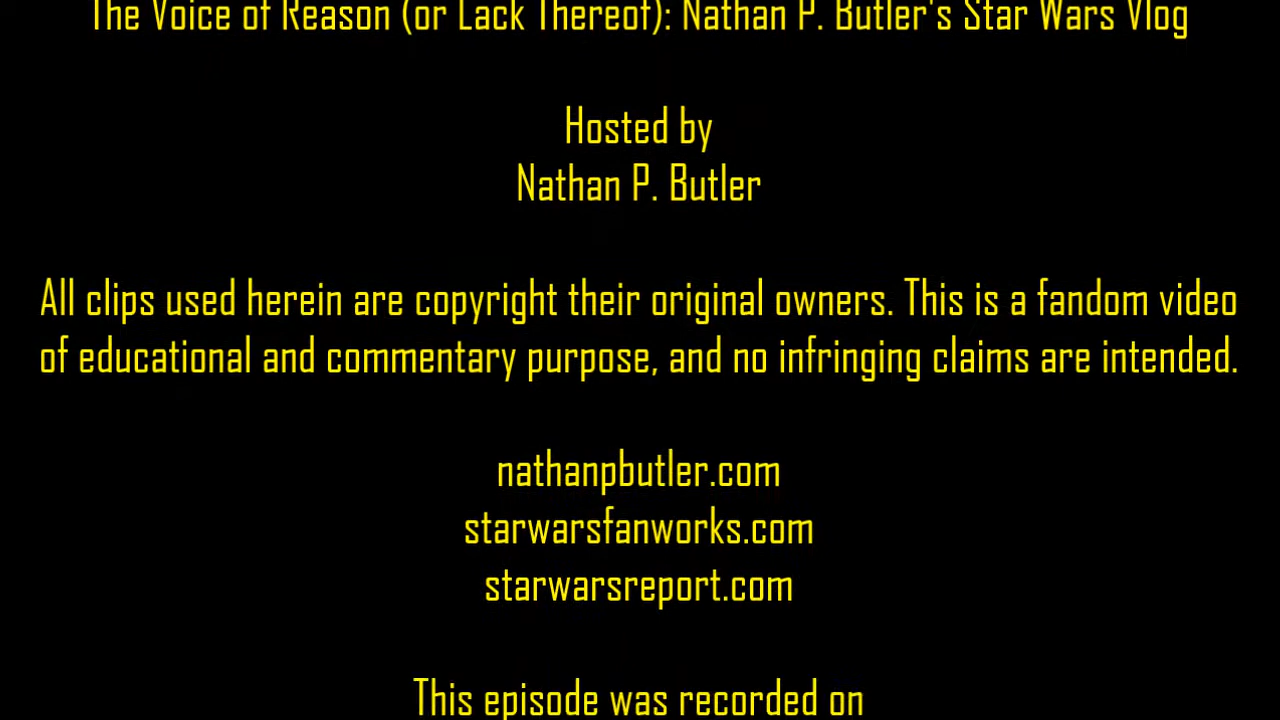 The Voice of Reason (or Lack Thereof): Nathan P. Butler's Star Wars Vlog
Hosted by
Nathan P. Butler
All clips used herein are copyright their original owners. This is a fandom video
of educational and commentary purpose, and no infringing claims are intended.
nathanpbutler.com
starwarsfanworks.com
starwarsreport.com
This episode was recorded on